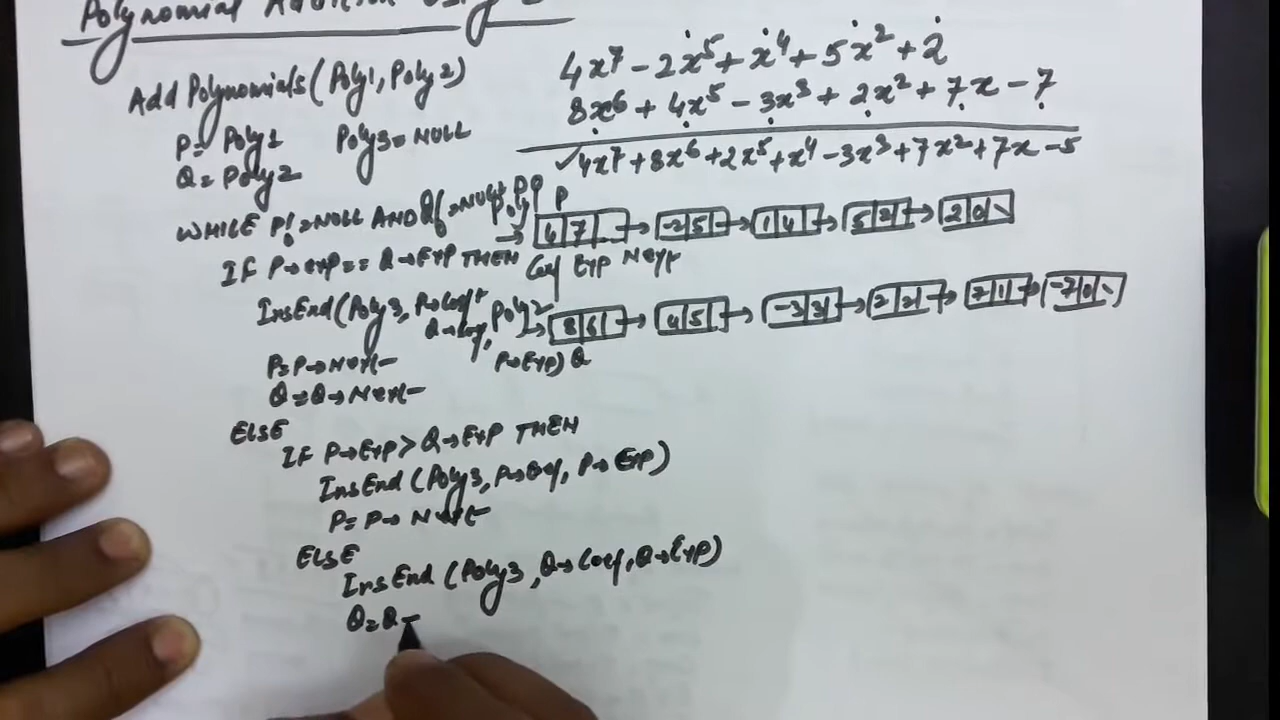 Polynomial Addition Using
Add Polynomials (Poly1, Poly2)
P= Poly1 Poly3=NULL
Q= Poly2
WHILE P!=NULL AND Q!=NULL DO
IF P→EXP == Q→EXP THEN
InsEnd(Poly3, P→Coef+
Q→Coef,
P→EXP)
P=P→Next
Q=Q→Next
ELSE
IF P→EXP > Q→EXP THEN
InsEnd (Poly3, P→Coef, P→EXP)
P= P→ Next
ELSE
InsEnd (Poly3, Q→Coef, Q→EXP)
Q=Q-
4x⁷ - 2x⁵ + x⁴ + 5x² + 2
8x⁶ + 4x⁵ - 3x³ + 2x² + 7x - 7
✓4x⁷ + 8x⁶ + 2x⁵ + x⁴ - 3x³ + 7x² + 7x - 5
P
Poly1
→ 4|7| → -2|5| → 1|4| → 5|2| → 2|0|\
Coef EXP Next
Poly2
→ 8|6| → 4|5| → -3|3| → 2|2| → 7|1| → -7|0|\
Q